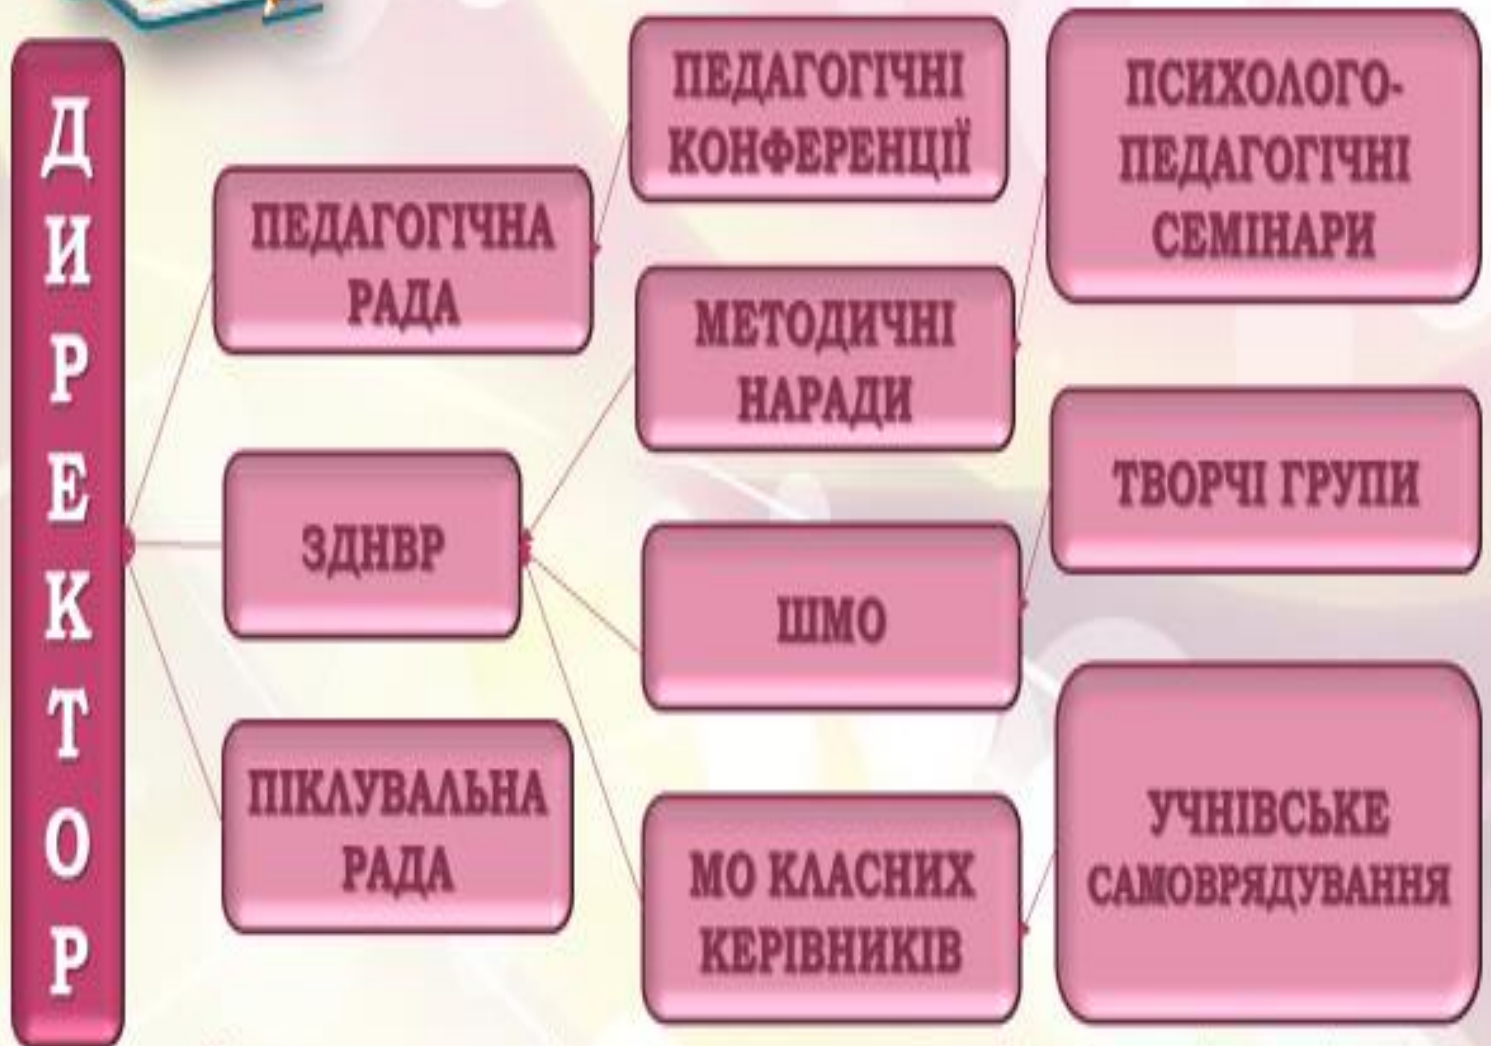 ДИРЕКТОР
ПЕДАГОГІЧНА
РАДА
ЗДНВР
ПІКЛУВАЛЬНА
РАДА
ПЕДАГОГІЧНІ
КОНФЕРЕНЦІЇ
МЕТОДИЧНІ
НАРАДИ
ШМО
МО КЛАСНИХ
КЕРІВНИКІВ
ПСИХОЛОГО-
ПЕДАГОГІЧНІ
СЕМІНАРИ
ТВОРЧІ ГРУПИ
УЧНІВСЬКЕ
САМОВРЯДУВАННЯ